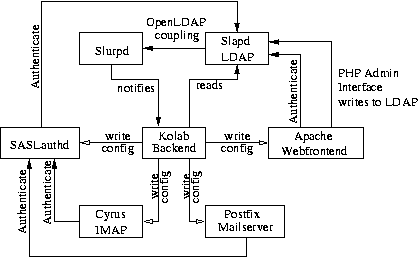 OpenLDAP
coupling
Slurpd
Slapd
LDAP
Authenticate
Authenticate
PHP Admin
Interface
writes to LDAP
notifies
reads
SASLauthd
write
config
Kolab
Backend
write
config
Apache
Webfrontend
Authenticate
Authenticate
write
config
write
config
Cyrus
IMAP
Postfix
Mailserver